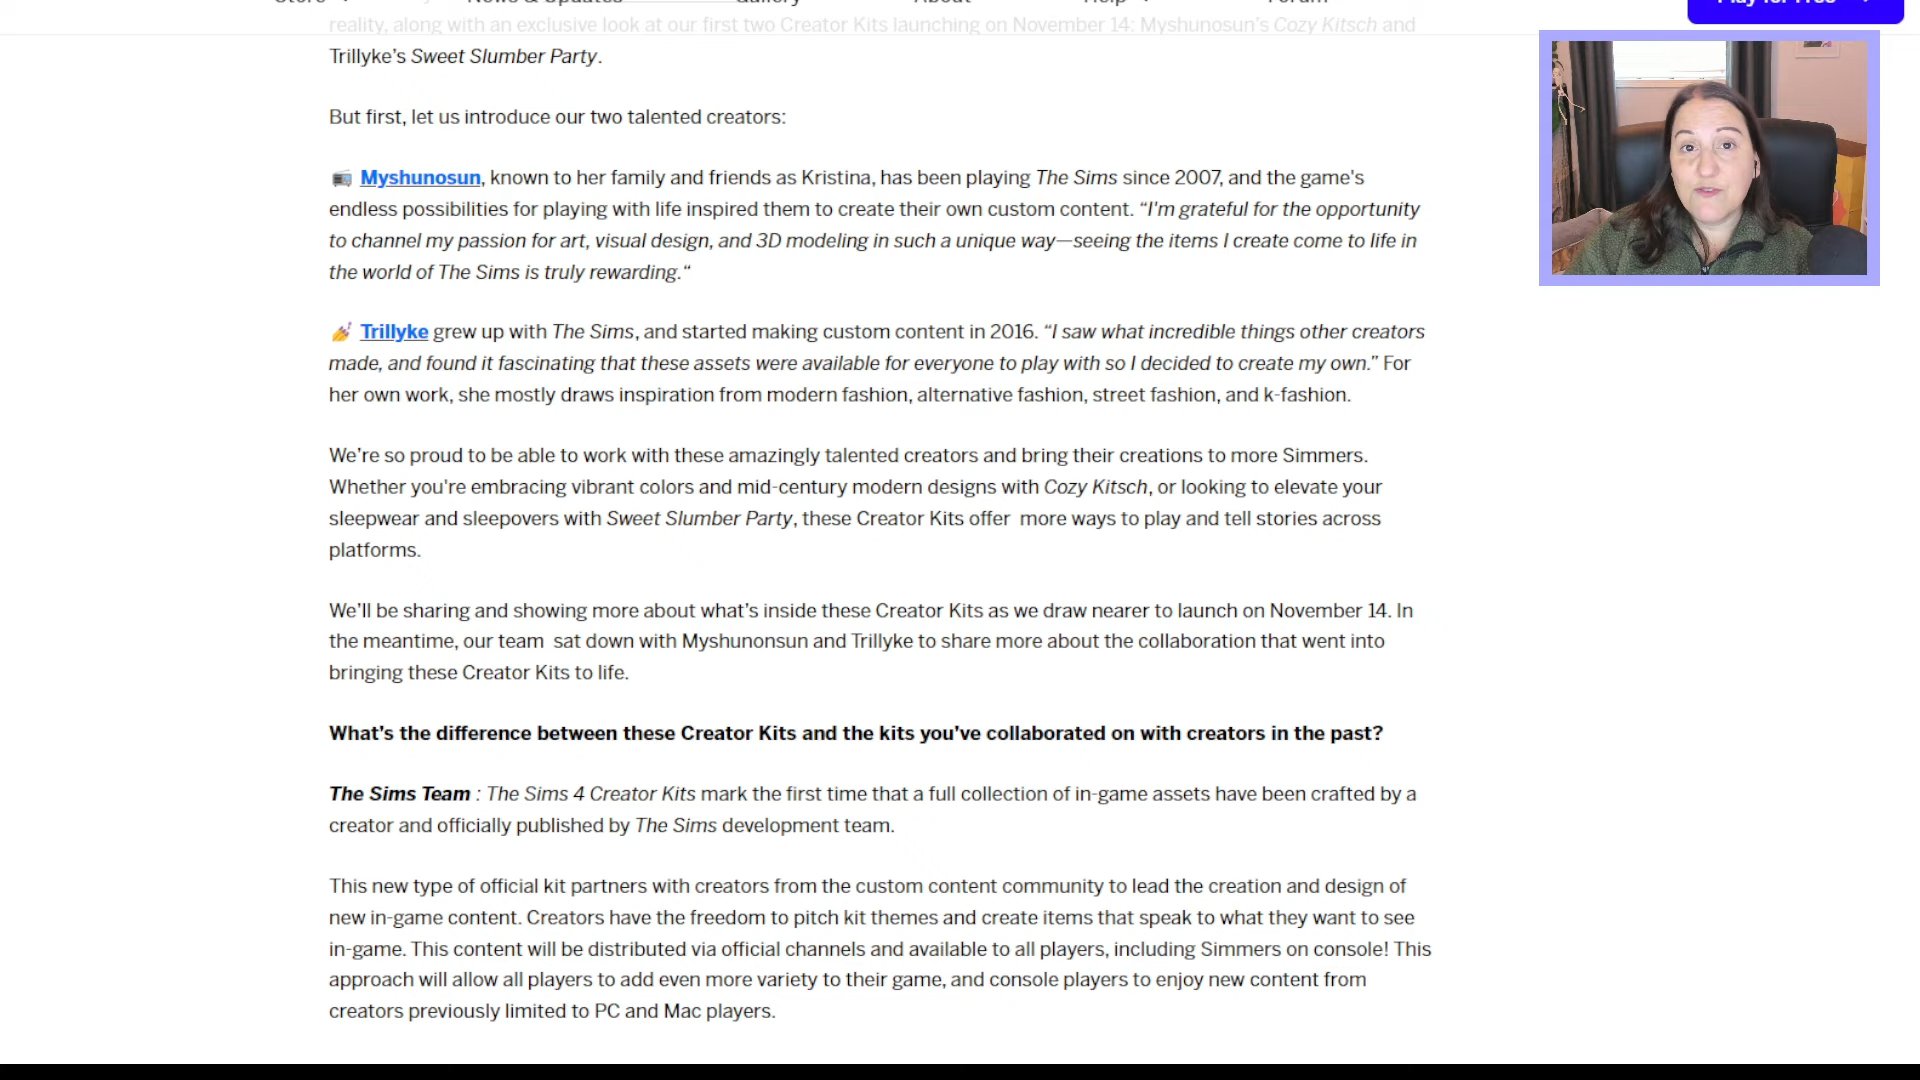 Store News & Updates Gallery About Help Forum Play for Free
reality, along with an exclusive look at our first two Creator Kits launching on November 14: Myshunosun's Cozy Kitsch and
Trillyke's Sweet Slumber Party.
But first, let us introduce our two talented creators:
Myshunosun, known to her family and friends as Kristina, has been playing The Sims since 2007, and the game's
endless possibilities for playing with life inspired them to create their own custom content. “I'm grateful for the opportunity
to channel my passion for art, visual design, and 3D modeling in such a unique way—seeing the items I create come to life in
the world of The Sims is truly rewarding.“
Trillyke grew up with The Sims, and started making custom content in 2016. “I saw what incredible things other creators
made, and found it fascinating that these assets were available for everyone to play with so I decided to create my own.” For
her own work, she mostly draws inspiration from modern fashion, alternative fashion, street fashion, and k-fashion.
We’re so proud to be able to work with these amazingly talented creators and bring their creations to more Simmers.
Whether you're embracing vibrant colors and mid-century modern designs with Cozy Kitsch, or looking to elevate your
sleepwear and sleepovers with Sweet Slumber Party, these Creator Kits offer more ways to play and tell stories across
platforms.
We’ll be sharing and showing more about what’s inside these Creator Kits as we draw nearer to launch on November 14. In
the meantime, our team sat down with Myshunonsun and Trillyke to share more about the collaboration that went into
bringing these Creator Kits to life.
What’s the difference between these Creator Kits and the kits you’ve collaborated on with creators in the past?
The Sims Team : The Sims 4 Creator Kits mark the first time that a full collection of in-game assets have been crafted by a
creator and officially published by The Sims development team.
This new type of official kit partners with creators from the custom content community to lead the creation and design of
new in-game content. Creators have the freedom to pitch kit themes and create items that speak to what they want to see
in-game. This content will be distributed via official channels and available to all players, including Simmers on console! This
approach will allow all players to add even more variety to their game, and console players to enjoy new content from
creators previously limited to PC and Mac players.